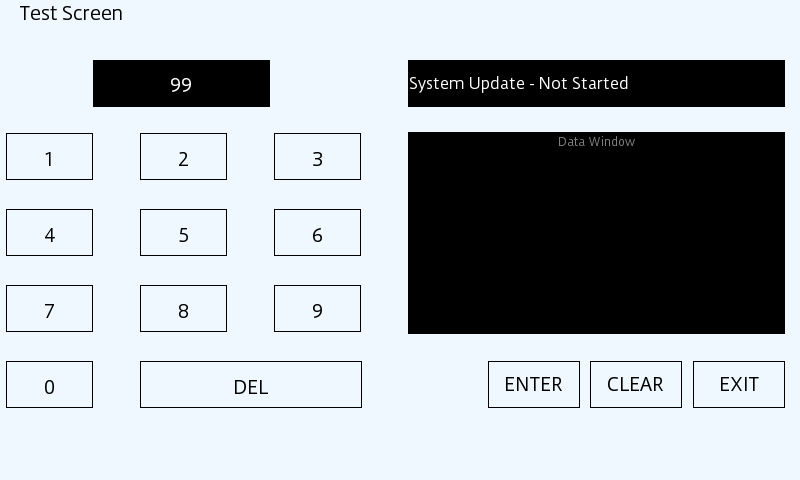 Test Screen
99
System Update - Not Started
Data Window
1 2 3
4 5 6
7 8 9
0 DEL
ENTER CLEAR EXIT